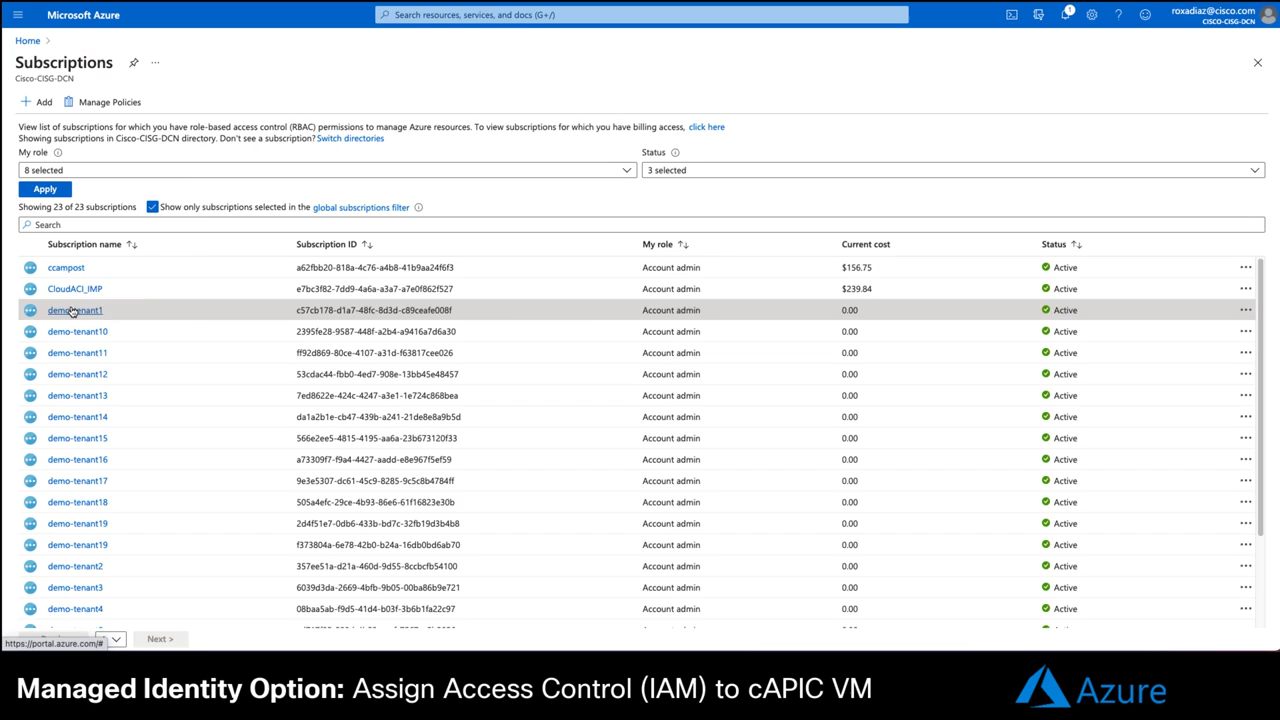 Microsoft Azure
Search resources, services, and docs (G+/)
1
roxadiaz@cisco.com
CISCO-CISG-DCN
Home >
Subscriptions
Cisco-CISG-DCN
+ Add Manage Policies
View list of subscriptions for which you have role-based access control (RBAC) permissions to manage Azure resources. To view subscriptions for which you have billing access, click here
Showing subscriptions in Cisco-CISG-DCN directory. Don't see a subscription? Switch directories
My role Status
8 selected 3 selected
Apply
Showing 23 of 23 subscriptions Show only subscriptions selected in the global subscriptions filter
Search
Subscription name Subscription ID My role Current cost Status
ccampost a62fbb20-818a-4c76-a4b8-41b9aa24f6f3 Account admin $156.75 Active
CloudACI_IMP e7bc3f82-7dd9-4a6a-a3a7-a7e0f862f527 Account admin $239.84 Active
demo-tenant1 c57cb178-d1a7-48fc-8d3d-c89ceafe008f Account admin 0.00 Active
demo-tenant10 2395fe28-9587-448f-a2b4-a9416a7d6a30 Account admin 0.00 Active
demo-tenant11 ff92d869-80ce-4107-a31d-f63817cee026 Account admin 0.00 Active
demo-tenant12 53cdac44-fbb0-4ed7-908e-13bb45e48457 Account admin 0.00 Active
demo-tenant13 7ed8622e-424c-4247-a3e1-1e724c868bea Account admin 0.00 Active
demo-tenant14 da1a2b1e-cb47-439b-a241-21de8e8a9b5d Account admin 0.00 Active
demo-tenant15 566e2ee5-4815-4195-aa6a-23b673120f33 Account admin 0.00 Active
demo-tenant16 a73309f7-f9a4-4427-aadd-e8e967f5ef59 Account admin 0.00 Active
demo-tenant17 9e3e5307-dc61-45c9-8285-9c5c8b4784ff Account admin 0.00 Active
demo-tenant18 505a4efc-29ce-4b93-86e6-61f16823e30b Account admin 0.00 Active
demo-tenant19 2d4f51e7-0db6-433b-bd7c-32fb19d3b4b8 Account admin 0.00 Active
demo-tenant19 f373804a-6e78-42b0-b24a-16db0bd6ab70 Account admin 0.00 Active
demo-tenant2 357ee51a-d21a-460d-9d55-8ccbcfb54100 Account admin 0.00 Active
demo-tenant3 6039d3da-2669-4bfb-9b05-00ba86b9e721 Account admin 0.00 Active
demo-tenant4 08baa5ab-f9d5-41d4-b03f-3b6b1fa22c97 Account admin 0.00 Active
Next >
https://portal.azure.com/#
Managed Identity Option: Assign Access Control (IAM) to cAPIC VM
Azure